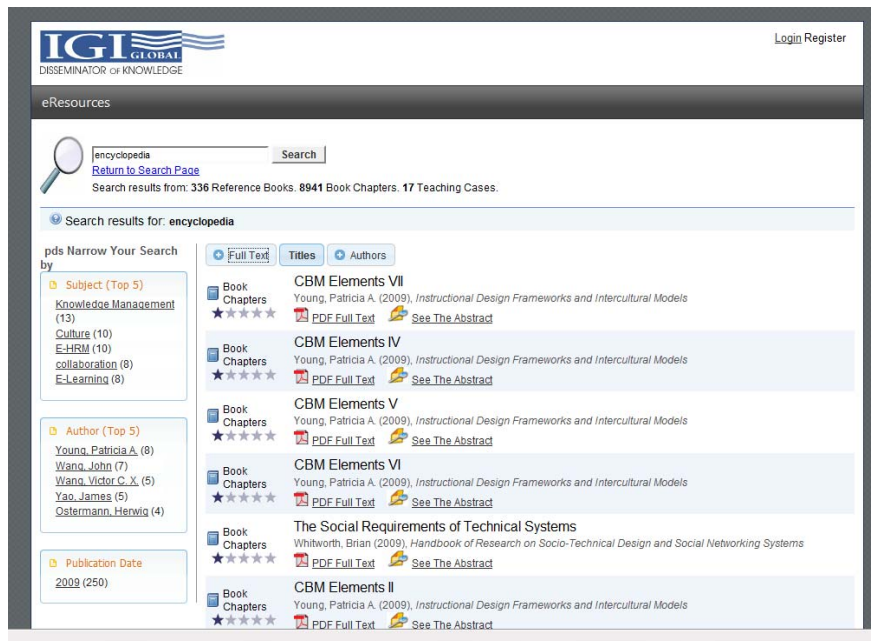 IGI GLOBAL
DISSEMINATOR OF KNOWLEDGE
Login Register
eResources
encyclopedia
Search
Return to Search Page
Search results from: 336 Reference Books. 8941 Book Chapters. 17 Teaching Cases.
Search results for: encyclopedia
pds Narrow Your Search
by
Subject (Top 5)
Knowledge Management
(13)
Culture (10)
E-HRM (10)
collaboration (8)
E-Learning (8)
Author (Top 5)
Young, Patricia A. (8)
Wang, John (7)
Wang, Victor C. X. (5)
Yao, James (5)
Ostermann, Herwig (4)
Publication Date
2009 (250)
Full Text Titles Authors
Book
Chapters
CBM Elements VII
Young, Patricia A. (2009), Instructional Design Frameworks and Intercultural Models
PDF Full Text See The Abstract
Book
Chapters
CBM Elements IV
Young, Patricia A. (2009), Instructional Design Frameworks and Intercultural Models
PDF Full Text See The Abstract
Book
Chapters
CBM Elements V
Young, Patricia A. (2009), Instructional Design Frameworks and Intercultural Models
PDF Full Text See The Abstract
Book
Chapters
CBM Elements VI
Young, Patricia A. (2009), Instructional Design Frameworks and Intercultural Models
PDF Full Text See The Abstract
Book
Chapters
The Social Requirements of Technical Systems
Whitworth, Brian (2009), Handbook of Research on Socio-Technical Design and Social Networking Systems
PDF Full Text See The Abstract
Book
Chapters
CBM Elements II
Young, Patricia A. (2009), Instructional Design Frameworks and Intercultural Models
PDF Full Text See The Abstract